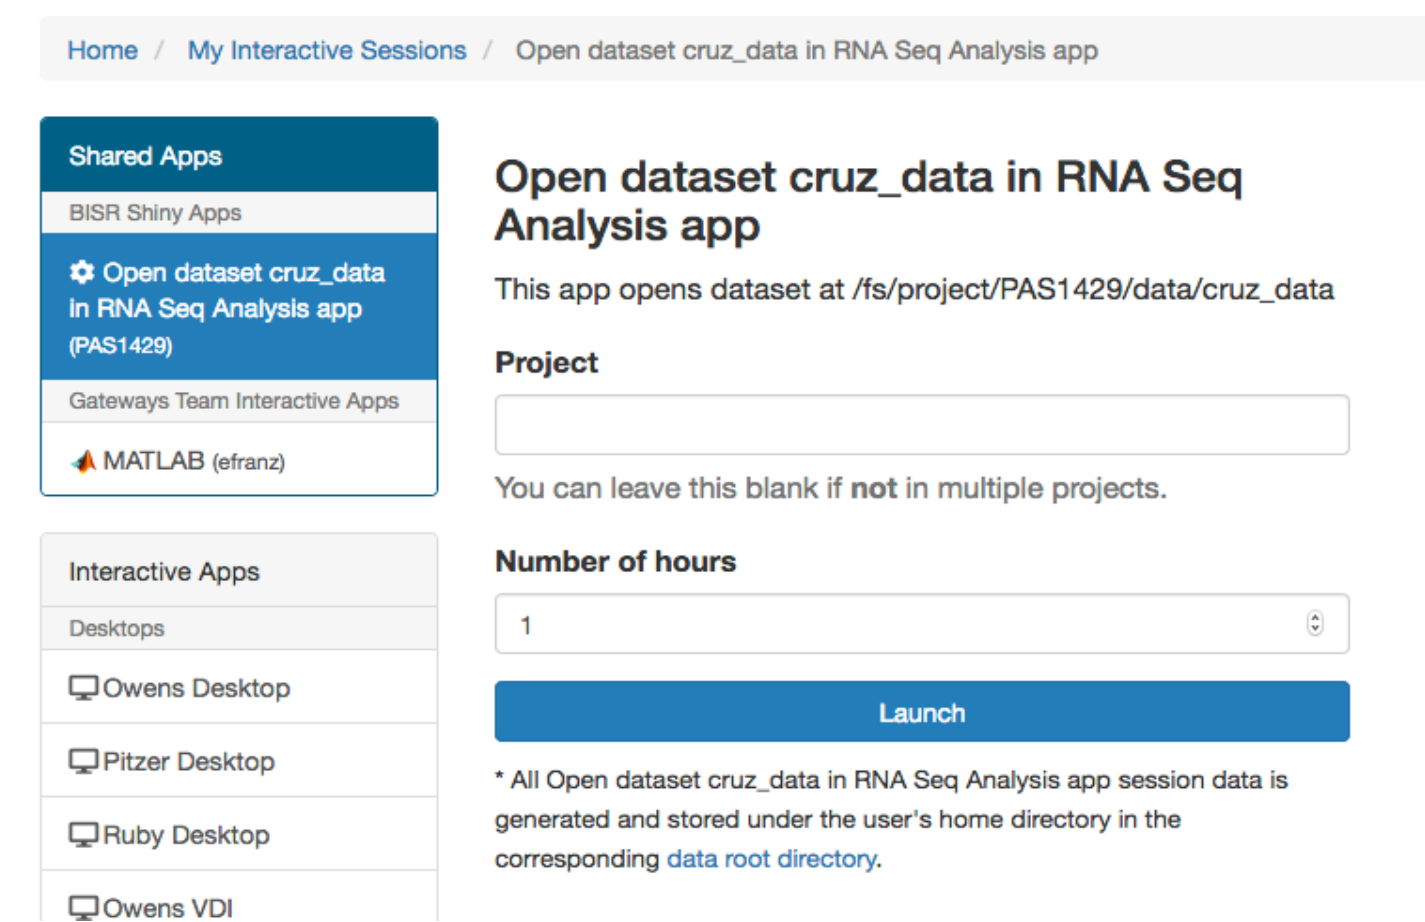 Home / My Interactive Sessions / Open dataset cruz_data in RNA Seq Analysis app
Shared Apps
BISR Shiny Apps
Open dataset cruz_data
in RNA Seq Analysis app
(PAS1429)
Gateways Team Interactive Apps
MATLAB (efranz)
Interactive Apps
Desktops
Owens Desktop
Pitzer Desktop
Ruby Desktop
Owens VDI
Open dataset cruz_data in RNA Seq
Analysis app
This app opens dataset at /fs/project/PAS1429/data/cruz_data
Project
You can leave this blank if not in multiple projects.
Number of hours
1
Launch
* All Open dataset cruz_data in RNA Seq Analysis app session data is
generated and stored under the user's home directory in the
corresponding data root directory.